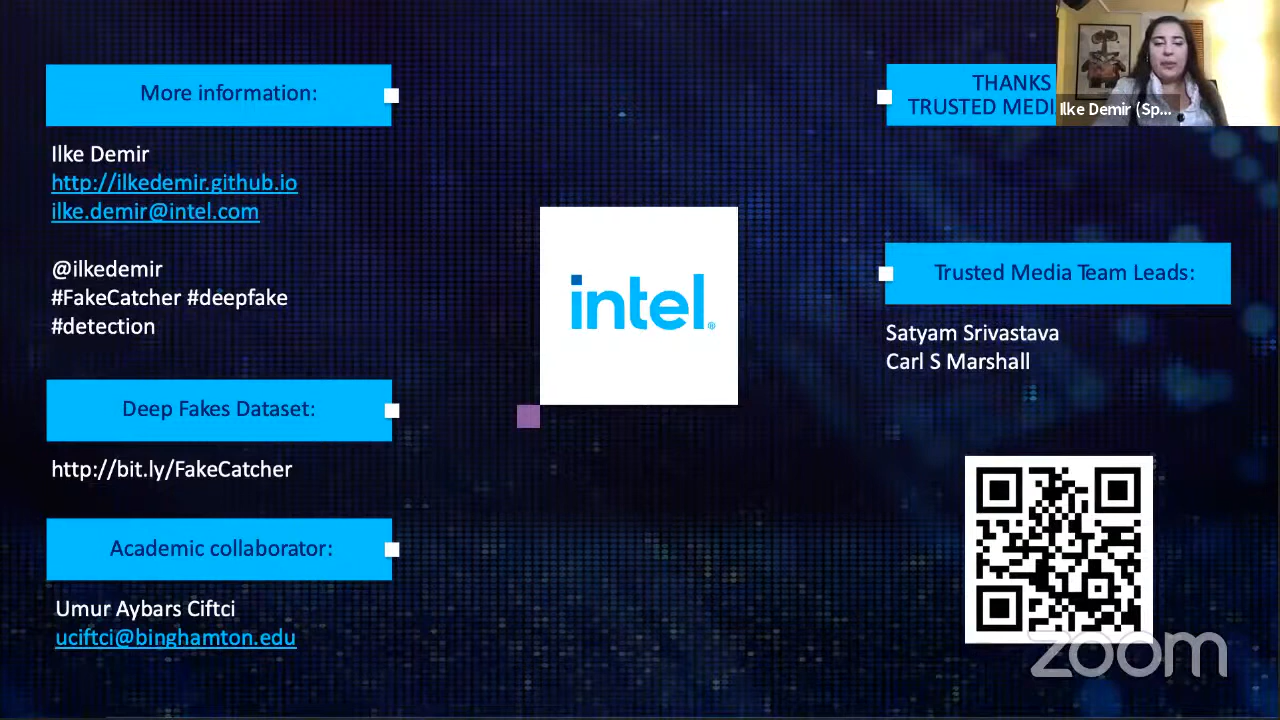 More information:
Ilke Demir
http://ilkedemir.github.io
ilke.demir@intel.com
@ilkedemir
#FakeCatcher #deepfake
#detection
Deep Fakes Dataset:
http://bit.ly/FakeCatcher
Academic collaborator:
Umur Aybars Ciftci
uciftci@binghamton.edu
intel®
THANKS
TRUSTED MEDI
Ilke Demir (Sp...
Trusted Media Team Leads:
Satyam Srivastava
Carl S Marshall
zoom